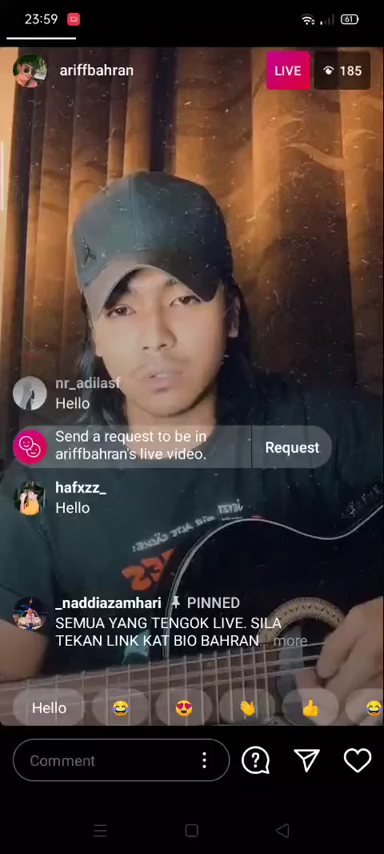 23:59
61
ariffbahran
LIVE
185
nr_adilasf
Hello
Send a request to be in
ariffbahran's live video.
Request
hafxzz_
Hello
_naddiazamhari PINNED
SEMUA YANG TENGOK LIVE. SILA
TEKAN LINK KAT BIO BAHRAN... more
Hello
Comment